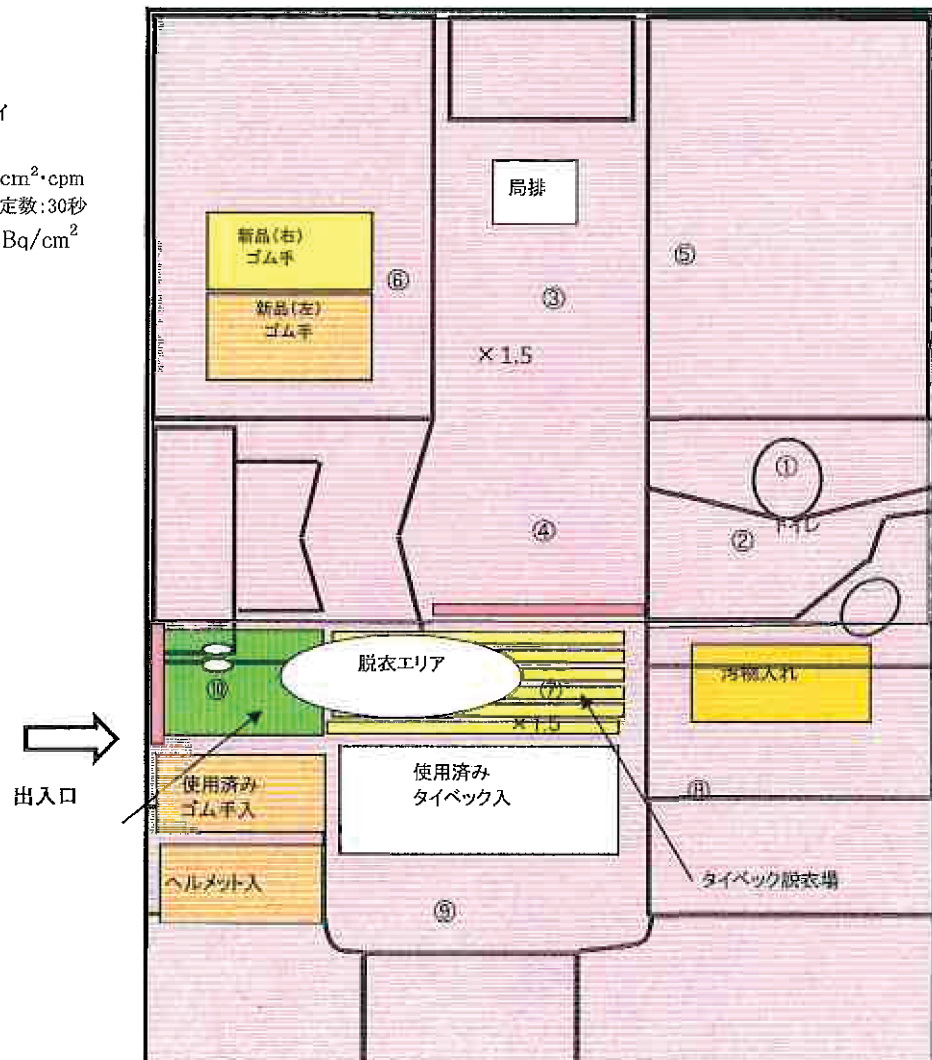 イ
cm²・cpm
定数:30秒
Bq/cm²
局排
新品(右)
ゴム手
⑥
⑤
③
新品(左)
ゴム手
×1.5
①
トイレ
④
②
脱衣エリア
⑩
⑦
汚物入れ
×1.5
出入口
使用済み
ゴム手入
使用済み
タイベック入
⑧
ヘルメット入
タイベック脱衣場
⑨